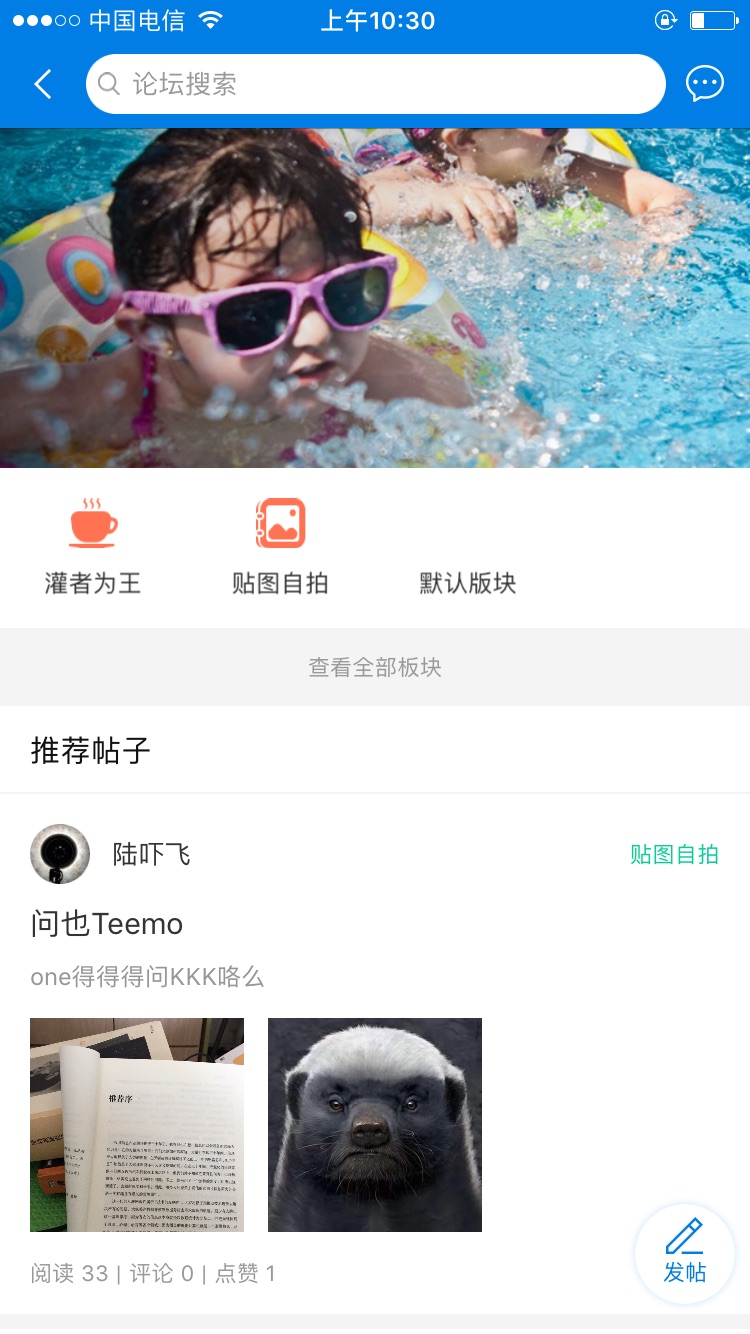 中国电信
上午10:30
论坛搜索
灌者为王
贴图自拍
默认版块
查看全部板块
推荐帖子
陆吓飞
贴图自拍
问也Teemo
one得得得问KKK咯么
推荐序
阅读 33 | 评论 0 | 点赞 1
发帖